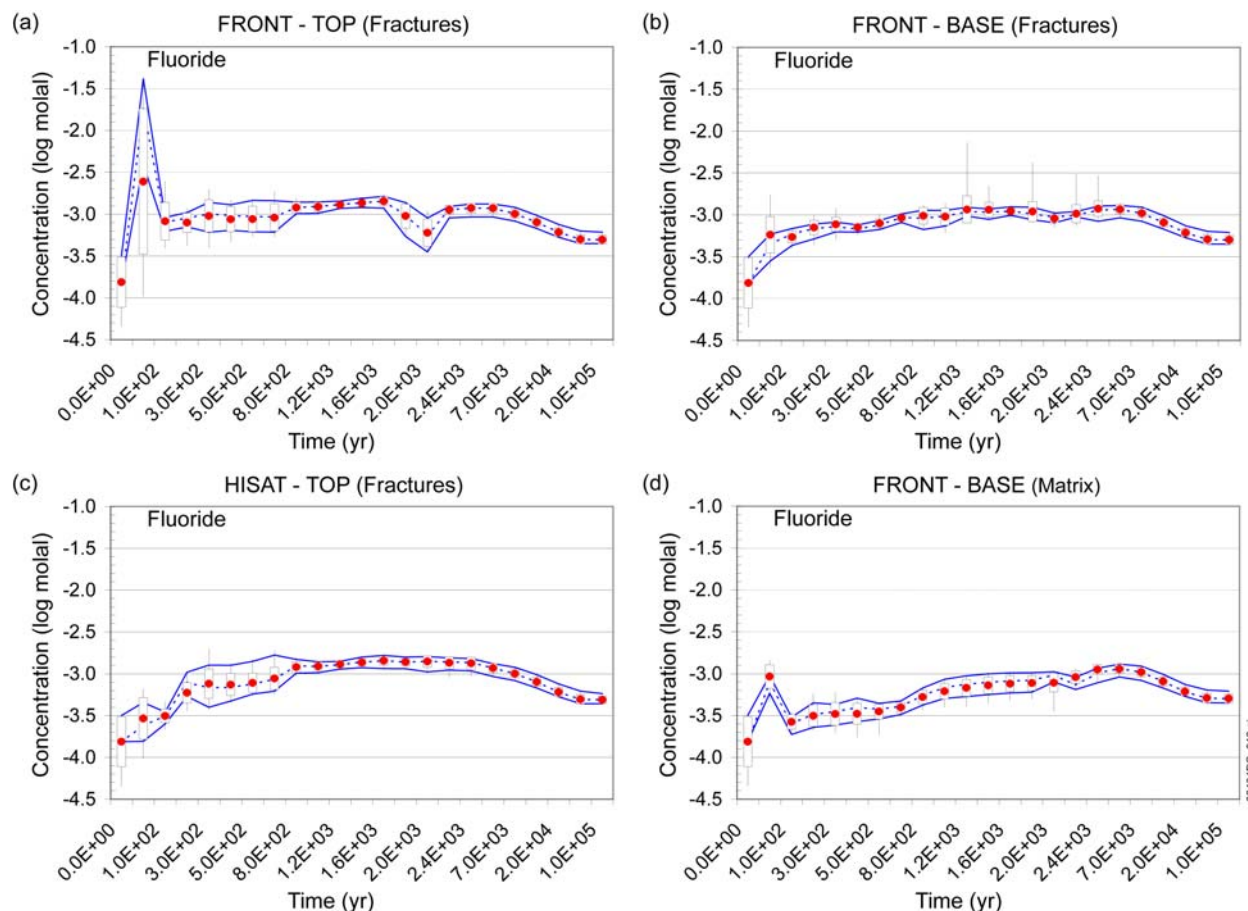 (a)
FRONT - TOP (Fractures)
Fluoride
Concentration (log molal)
-1.0
-1.5
-2.0
-2.5
-3.0
-3.5
-4.0
-4.5
0.0E+00
1.0E+02
3.0E+02
5.0E+02
8.0E+02
1.2E+03
1.6E+03
2.0E+03
2.4E+03
7.0E+03
2.0E+04
1.0E+05
Time (yr)
(b)
FRONT - BASE (Fractures)
Fluoride
Concentration (log molal)
-1.0
-1.5
-2.0
-2.5
-3.0
-3.5
-4.0
-4.5
0.0E+00
1.0E+02
3.0E+02
5.0E+02
8.0E+02
1.2E+03
1.6E+03
2.0E+03
2.4E+03
7.0E+03
2.0E+04
1.0E+05
Time (yr)
(c)
HISAT - TOP (Fractures)
Fluoride
Concentration (log molal)
-1.0
-1.5
-2.0
-2.5
-3.0
-3.5
-4.0
-4.5
0.0E+00
1.0E+02
3.0E+02
5.0E+02
8.0E+02
1.2E+03
1.6E+03
2.0E+03
2.4E+03
7.0E+03
2.0E+04
1.0E+05
Time (yr)
(d)
FRONT - BASE (Matrix)
Fluoride
Concentration (log molal)
-1.0
-1.5
-2.0
-2.5
-3.0
-3.5
-4.0
-4.5
0.0E+00
1.0E+02
3.0E+02
5.0E+02
8.0E+02
1.2E+03
1.6E+03
2.0E+03
2.4E+03
7.0E+03
2.0E+04
1.0E+05
Time (yr)